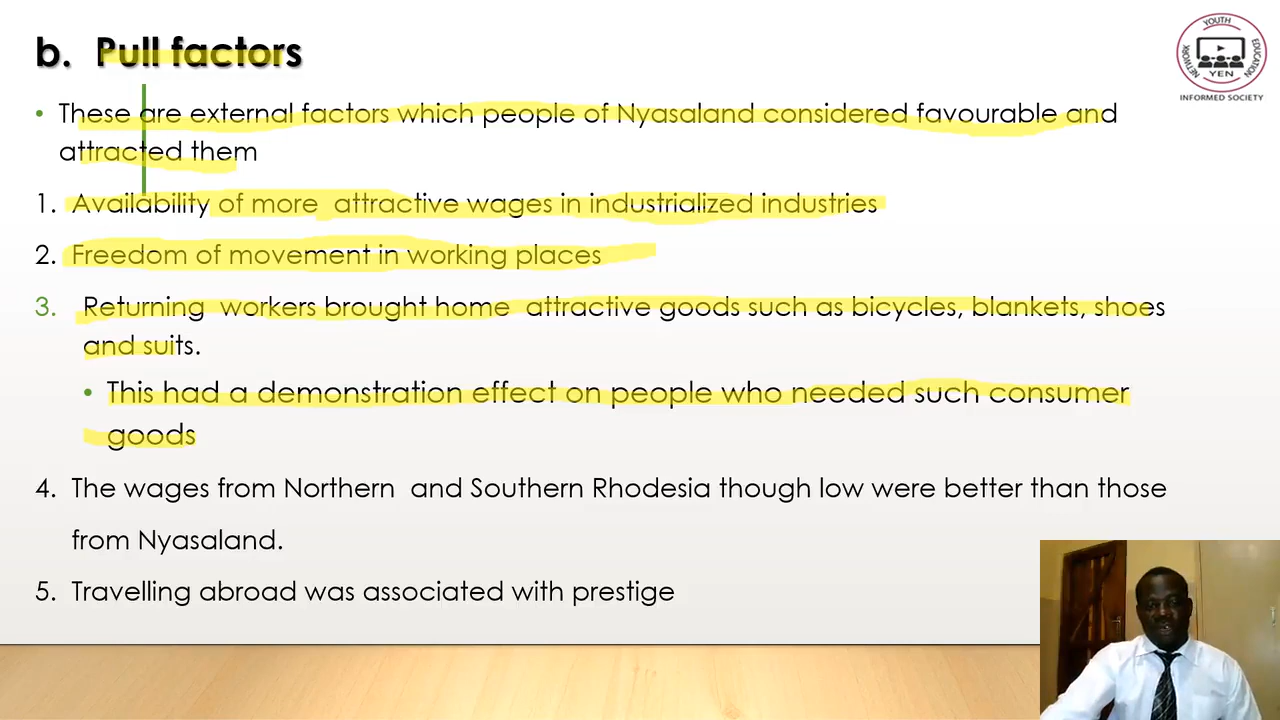 b. Pull factors
• These are external factors which people of Nyasaland considered favourable and
attracted them
1. Availability of more attractive wages in industrialized industries
2. Freedom of movement in working places
3. Returning workers brought home attractive goods such as bicycles, blankets, shoes
and suits.
• This had a demonstration effect on people who needed such consumer
goods
4. The wages from Northern and Southern Rhodesia though low were better than those
from Nyasaland.
5. Travelling abroad was associated with prestige
YOUTH
EDUCATION
NETWORK
YEN
INFORMED SOCIETY